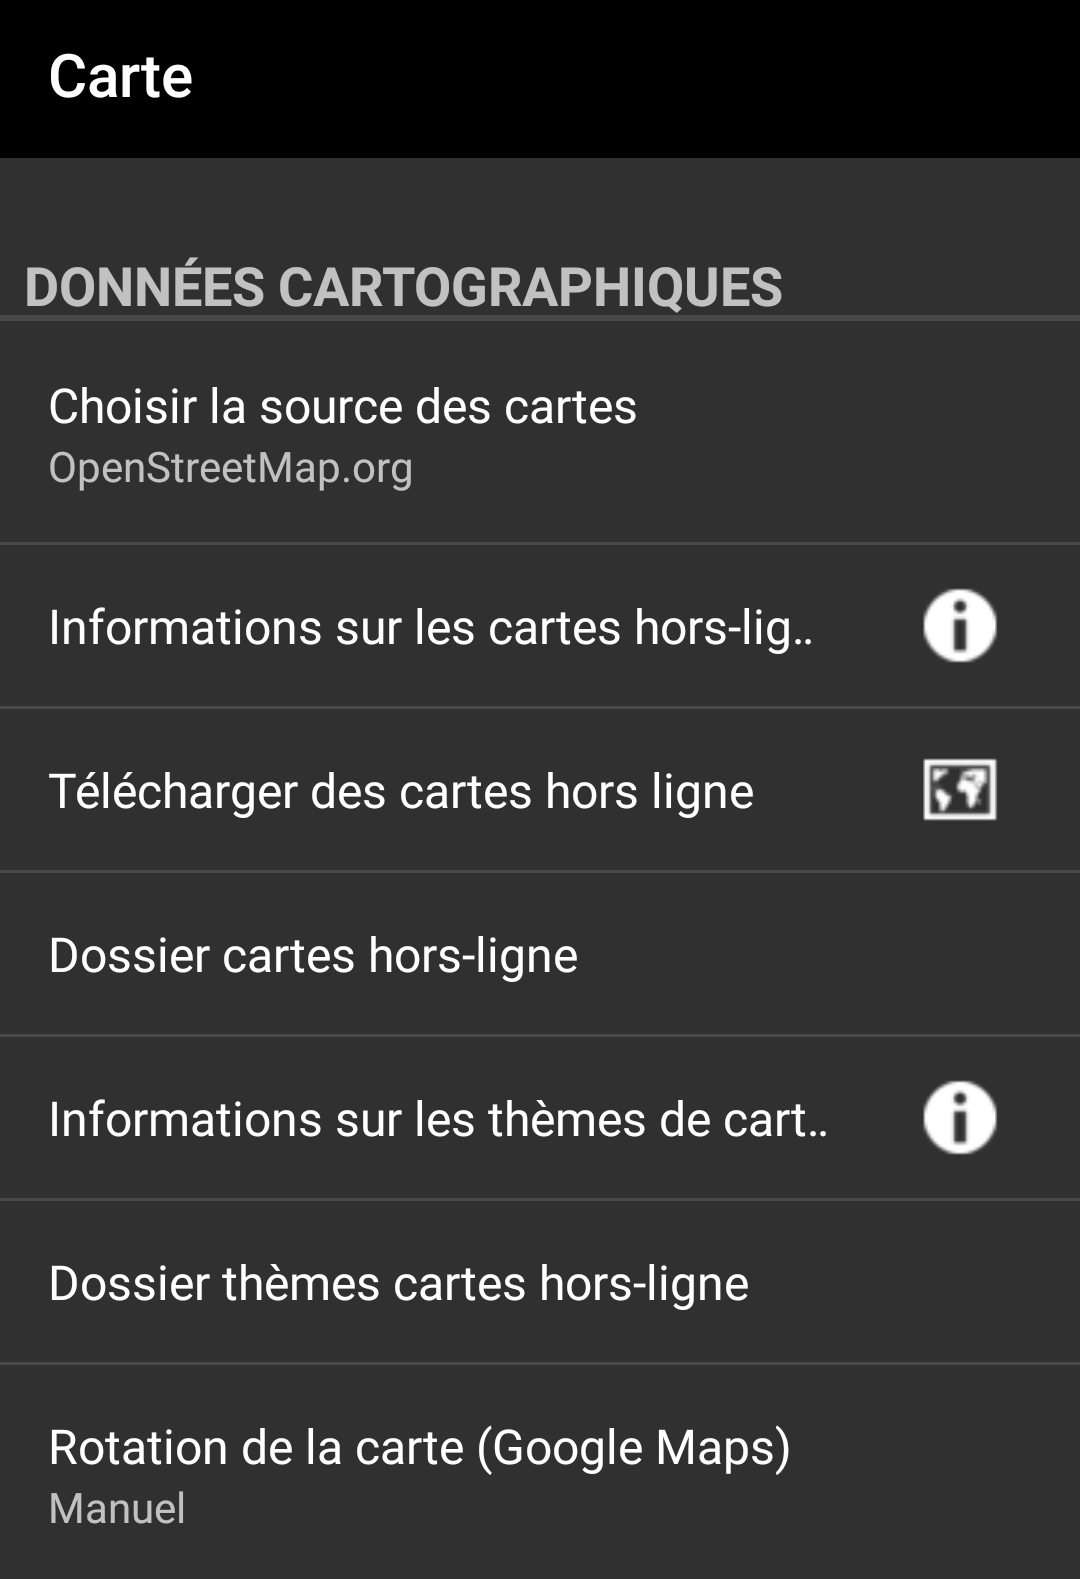 Carte
DONNÉES CARTOGRAPHIQUES
Choisir la source des cartes
OpenStreetMap.org
Informations sur les cartes hors-lig..
Télécharger des cartes hors ligne
Dossier cartes hors-ligne
Informations sur les thèmes de cart..
Dossier thèmes cartes hors-ligne
Rotation de la carte (Google Maps)
Manuel